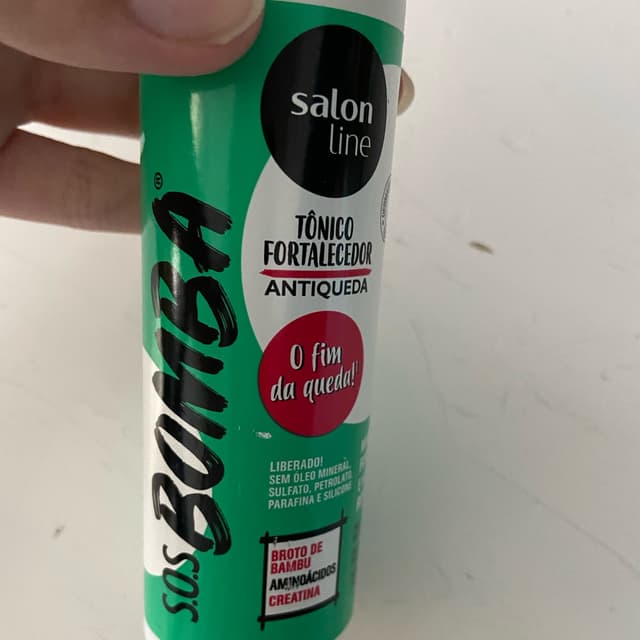 salon
line
TÔNICO
FORTALECEDOR
ANTIQUEDA
O fim
da queda!
S.O.S BOMBA®
LIBERADO!
SEM ÓLEO MINERAL,
SULFATO, PETROLATO,
PARAFINA E SILICONE
BROTO DE
BAMBU
AMINOÁCIDOS
CREATINA